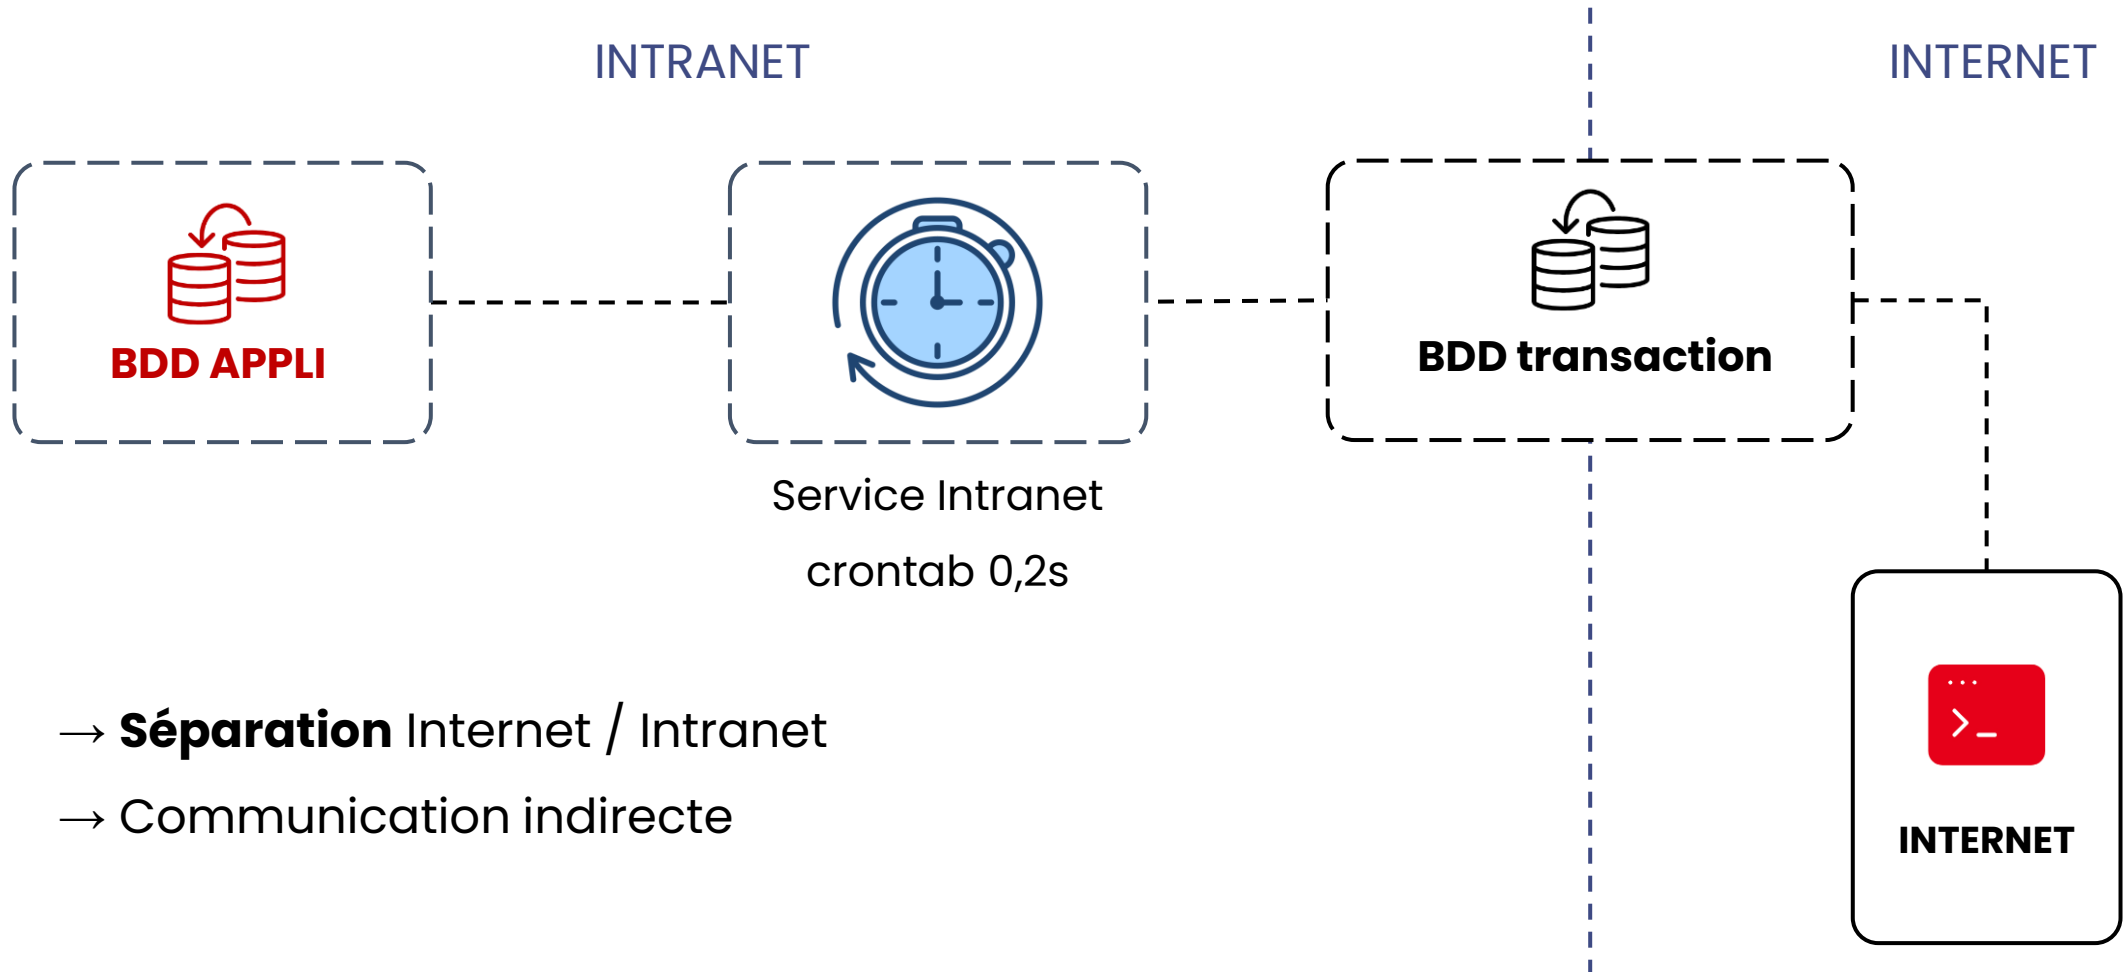 INTRANET
INTERNET
BDD APPLI
BDD transaction
Service Intranet
crontab 0,2s
→ Séparation Internet / Intranet
→ Communication indirecte
INTERNET